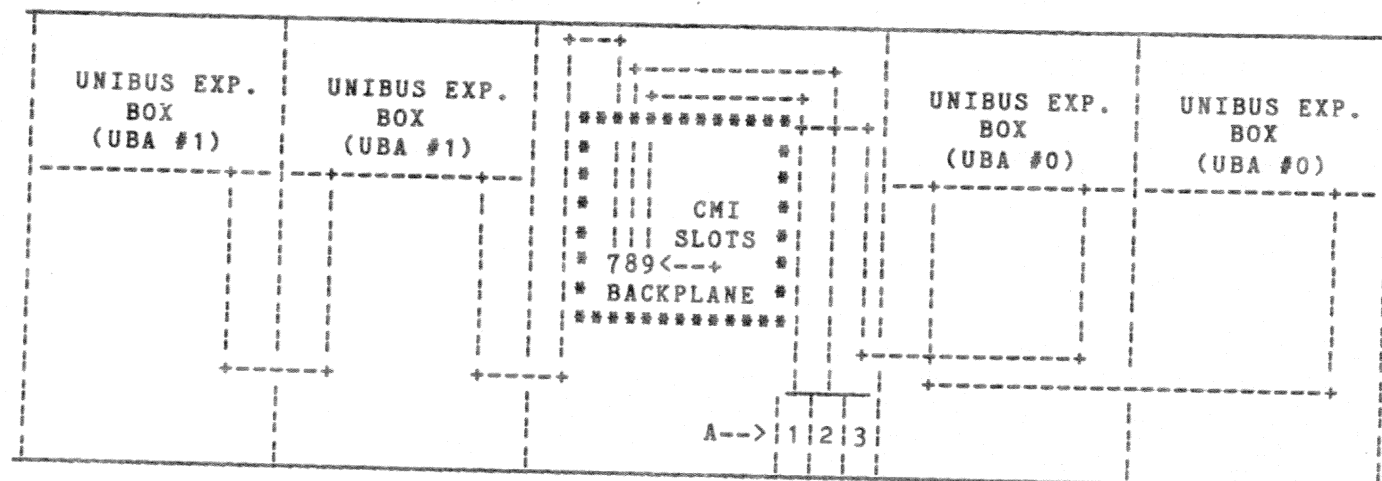 UNIBUS EXP.
BOX
(UBA #1)
UNIBUS EXP.
BOX
(UBA #1)
CMI
SLOTS
789<--+
BACKPLANE
UNIBUS EXP.
BOX
(UBA #0)
UNIBUS EXP.
BOX
(UBA #0)
A-->|1|2|3|